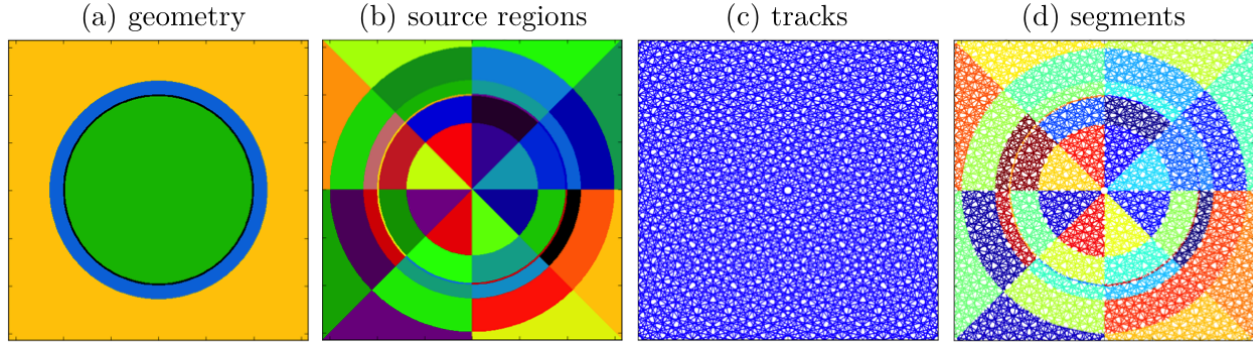 (a) geometry
(b) source regions
(c) tracks
(d) segments